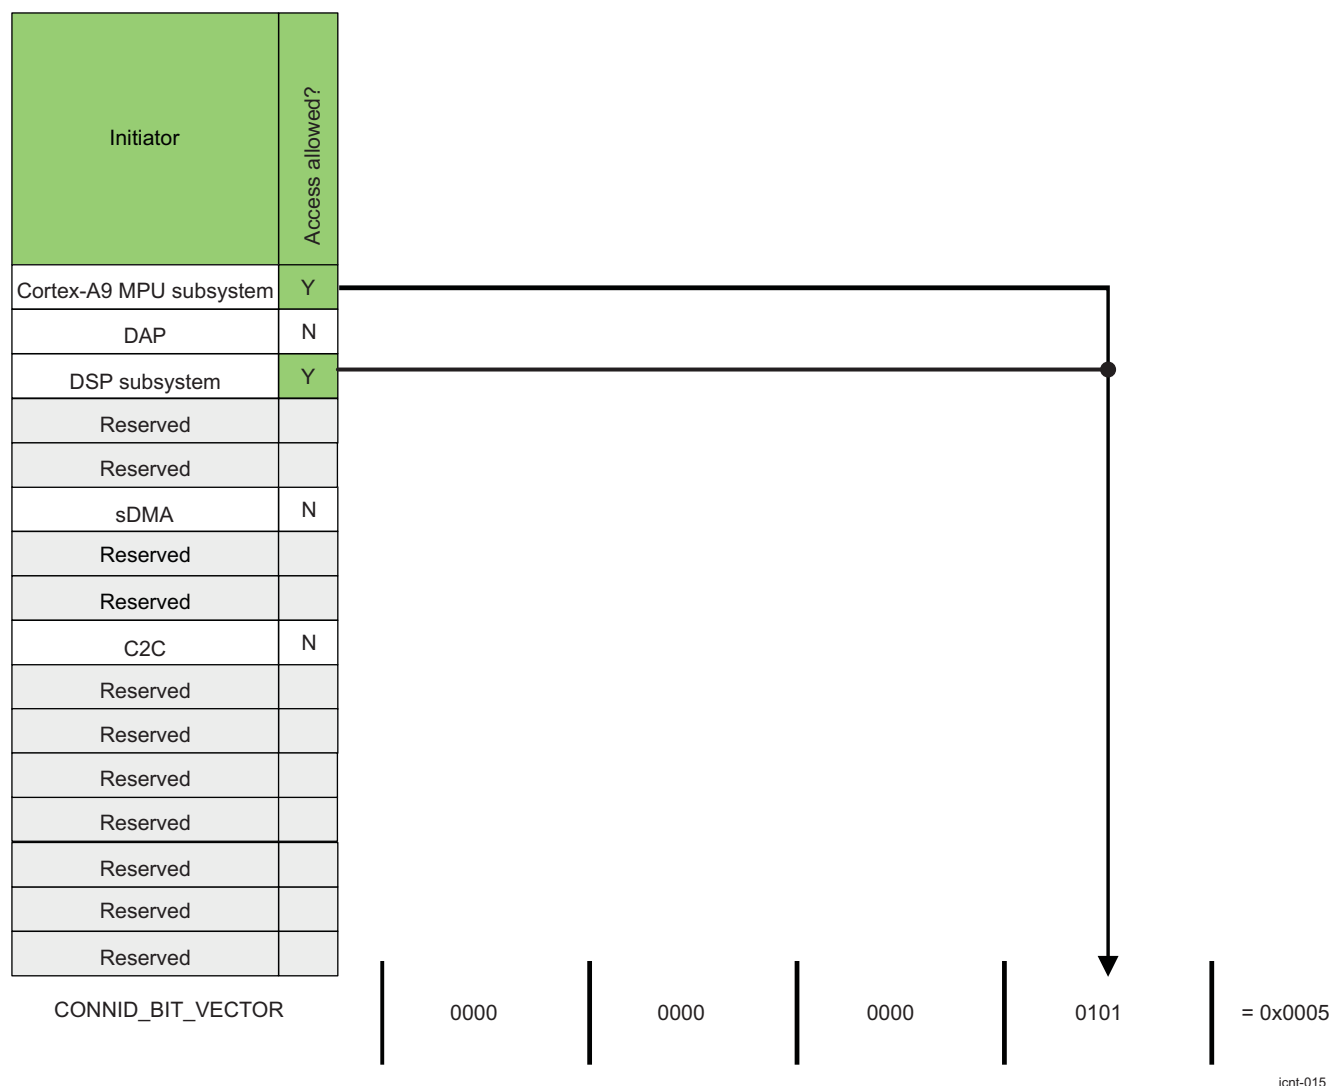 Initiator Access allowed?
Cortex-A9 MPU subsystem Y
DAP N
DSP subsystem Y
Reserved
Reserved
sDMA N
Reserved
Reserved
C2C N
Reserved
Reserved
Reserved
Reserved
Reserved
Reserved
Reserved
CONNID_BIT_VECTOR 0000 0000 0000 0101 = 0x0005
icnt-015